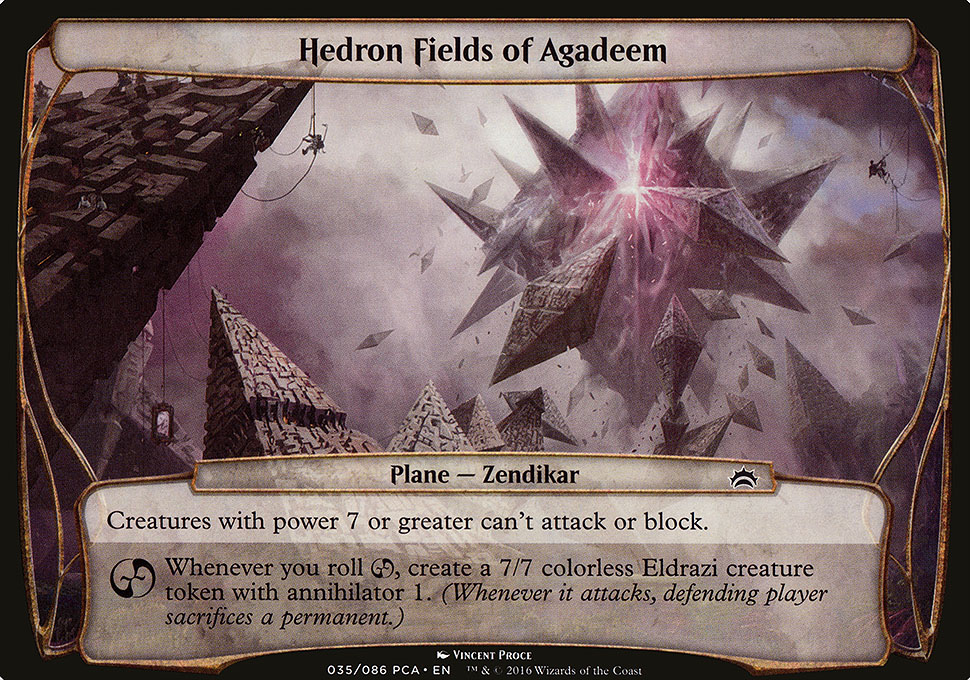 Hedron Fields of Agadeem
Plane — Zendikar
Creatures with power 7 or greater can't attack or block.
Whenever you roll , create a 7/7 colorless Eldrazi creature
token with annihilator 1. (Whenever it attacks, defending player
sacrifices a permanent.)
Vincent Proce
035/086 PCA • EN ™ & © 2016 Wizards of the Coast